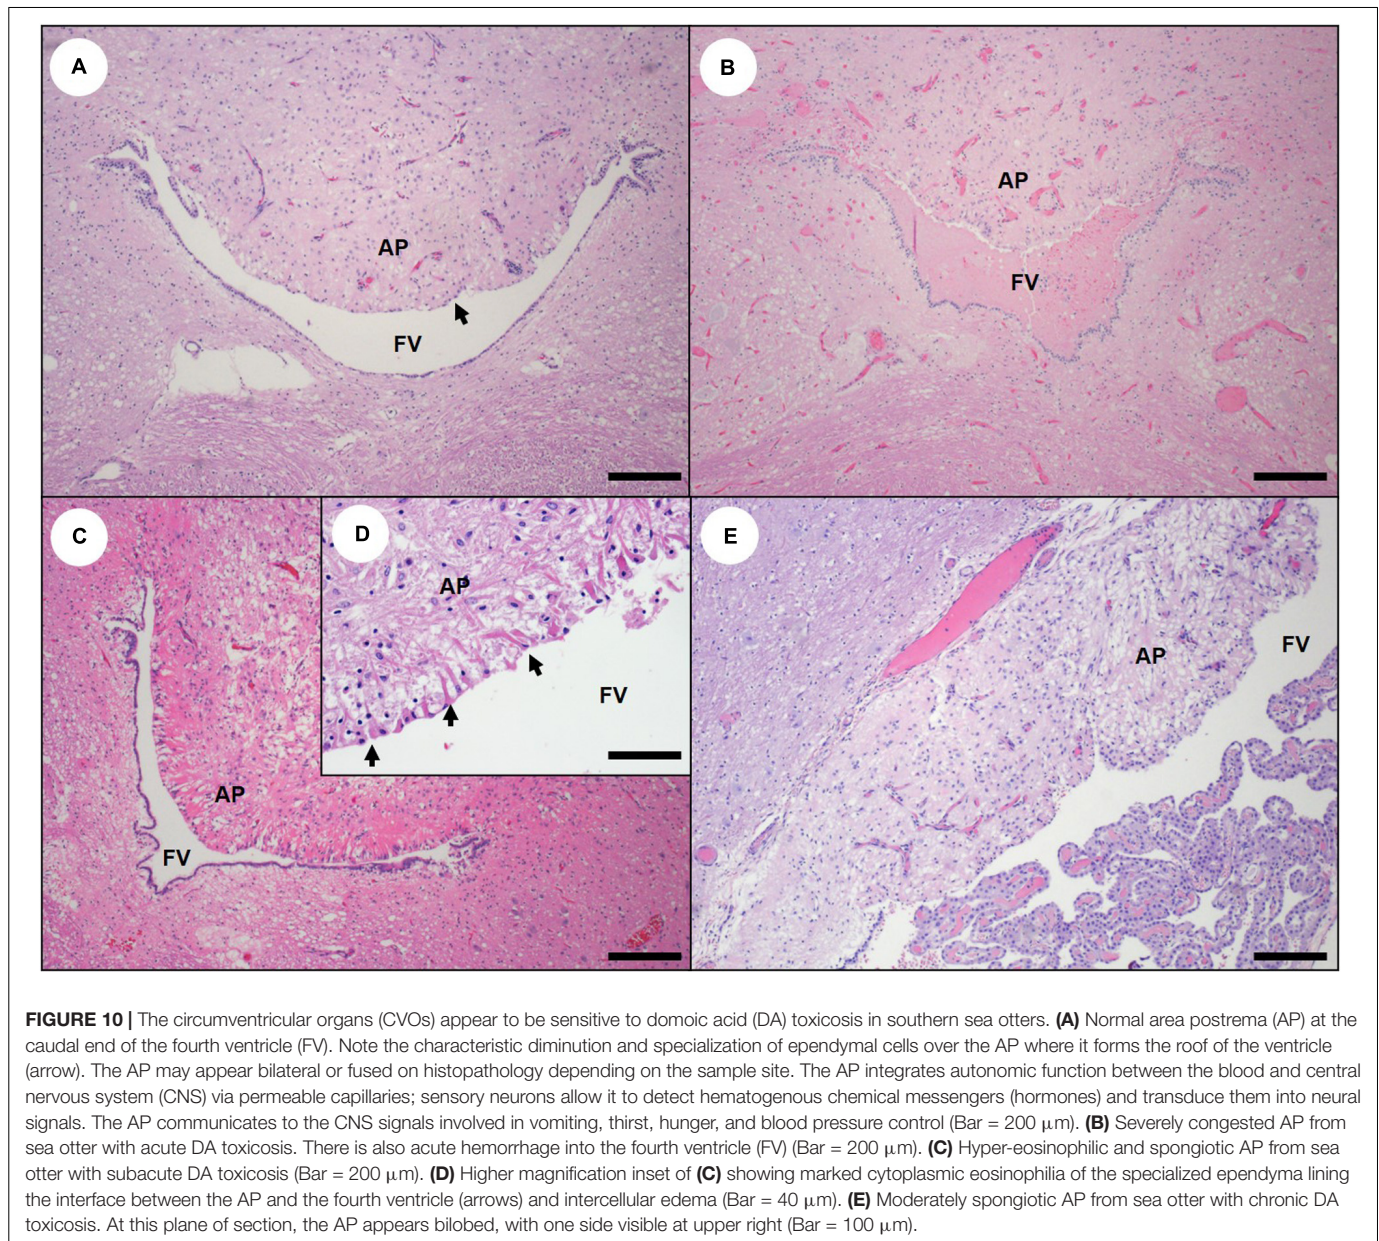 A
AP
FV
B
AP
FV
C
AP
FV
D
AP
FV
E
AP
FV
FIGURE 10 | The circumventricular organs (CVOs) appear to be sensitive to domoic acid (DA) toxicosis in southern sea otters. (A) Normal area postrema (AP) at the
caudal end of the fourth ventricle (FV). Note the characteristic diminution and specialization of ependymal cells over the AP where it forms the roof of the ventricle
(arrow). The AP may appear bilateral or fused on histopathology depending on the sample site. The AP integrates autonomic function between the blood and central
nervous system (CNS) via permeable capillaries; sensory neurons allow it to detect hematogenous chemical messengers (hormones) and transduce them into neural
signals. The AP communicates to the CNS signals involved in vomiting, thirst, hunger, and blood pressure control (Bar = 200 μm). (B) Severely congested AP from
sea otter with acute DA toxicosis. There is also acute hemorrhage into the fourth ventricle (FV) (Bar = 200 μm). (C) Hyper-eosinophilic and spongiotic AP from sea
otter with subacute DA toxicosis (Bar = 200 μm). (D) Higher magnification inset of (C) showing marked cytoplasmic eosinophilia of the specialized ependyma lining
the interface between the AP and the fourth ventricle (arrows) and intercellular edema (Bar = 40 μm). (E) Moderately spongiotic AP from sea otter with chronic DA
toxicosis. At this plane of section, the AP appears bilobed, with one side visible at upper right (Bar = 100 μm).